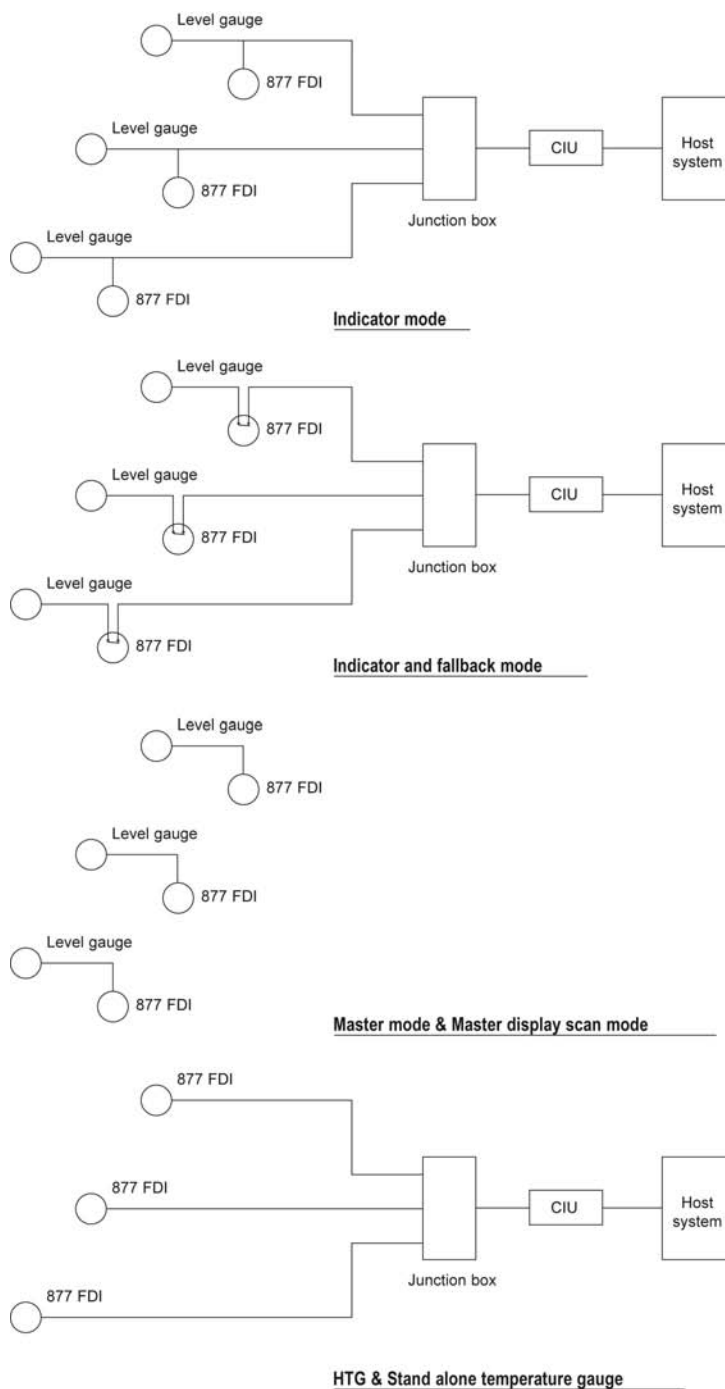 Level gauge
877 FDI
Level gauge
877 FDI
Level gauge
877 FDI
Junction box
CIU
Host
system
Indicator mode
Level gauge
877 FDI
Level gauge
877 FDI
Level gauge
877 FDI
Junction box
CIU
Host
system
Indicator and fallback mode
Level gauge
877 FDI
Level gauge
877 FDI
Level gauge
877 FDI
Master mode & Master display scan mode
877 FDI
877 FDI
877 FDI
Junction box
CIU
Host
system
HTG & Stand alone temperature gauge